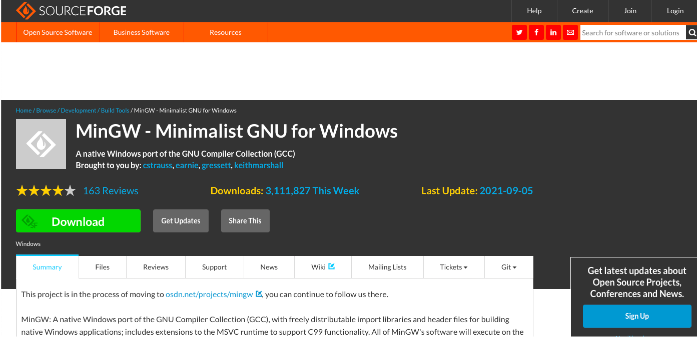 SOURCEFORGE
Help Create Join Login
Open Source Software Business Software Resources
Search for software or solutions
Home / Browse / Development / Build Tools / MinGW - Minimalist GNU for Windows
MinGW - Minimalist GNU for Windows
A native Windows port of the GNU Compiler Collection (GCC)
Brought to you by: cstrauss, earnie, gressett, keithmarshall
163 Reviews Downloads: 3,111,827 This Week Last Update: 2021-09-05
Download Get Updates Share This
Windows
Summary Files Reviews Support News Wiki Mailing Lists Tickets Git
This project is in the process of moving to osdn.net/projects/mingw, you can continue to follow us there.
MinGW: A native Windows port of the GNU Compiler Collection (GCC), with freely distributable import libraries and header files for building
native Windows applications; includes extensions to the MSVC runtime to support C99 functionality. All of MinGW's software will execute on the
Get latest updates about
Open Source Projects,
Conferences and News.
Sign Up